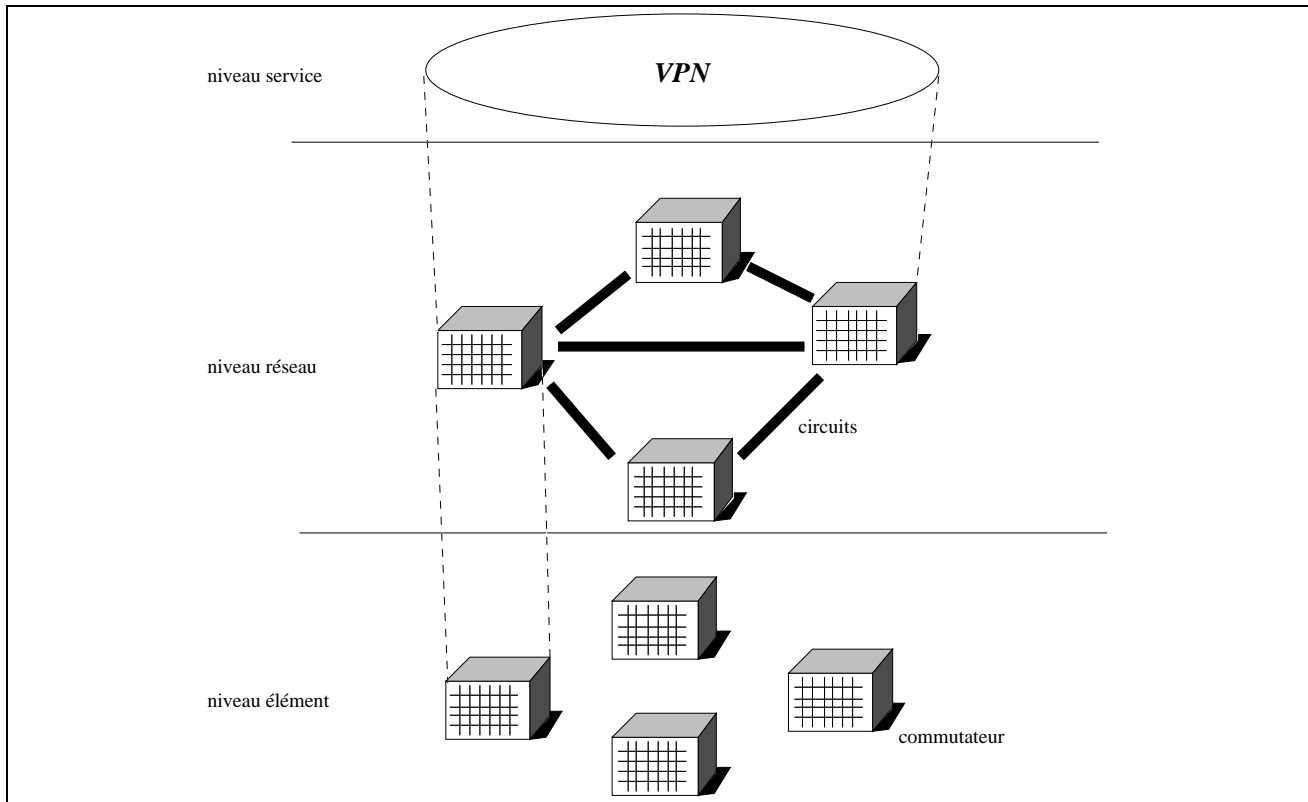 niveau service
VPN
niveau réseau
circuits
niveau élément
commutateur